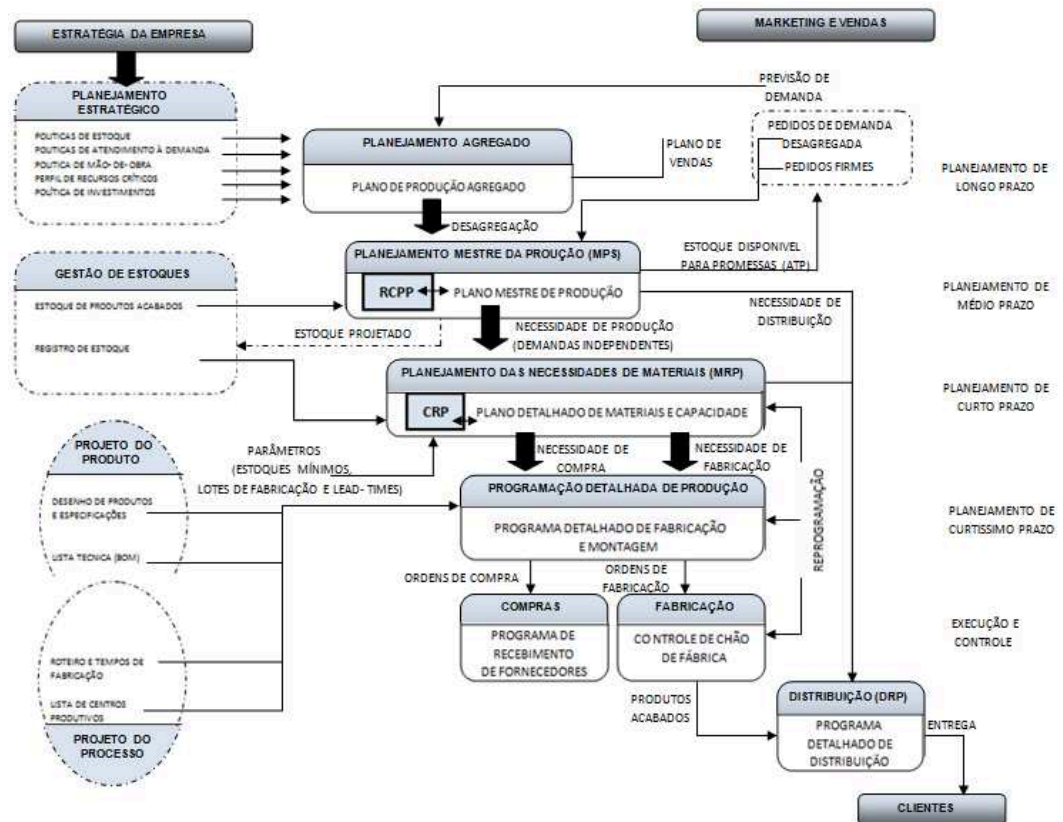 ESTRATÉGIA DA EMPRESA
MARKETING E VENDAS
PLANEJAMENTO
ESTRATÉGICO
POLITICAS DE ESTOQUE
POLITICAS DE ATENDIMENTO À DEMANDA
POLITICA DE MÃO- DE- OBRA
PERFIL DE RECURSOS CRÍTICOS
POLÍTICA DE INVESTIMENTOS
PREVISÃO DE
DEMANDA
PLANEJAMENTO AGREGADO
PLANO DE PRODUÇÃO AGREGADO
PLANO DE
VENDAS
PEDIDOS DE DEMANDA
DESAGREGADA
PEDIDOS FIRMES
PLANEJAMENTO DE
LONGO PRAZO
DESAGREGAÇÃO
PLANEJAMENTO MESTRE DA PROUÇÃO (MPS)
RCPP
PLANO MESTRE DE PRODUÇÃO
ESTOQUE DISPONIVEL
PARA PROMESSAS (ATP)
GESTÃO DE ESTOQUES
ESTOQUE DE PRODUTOS ACABADOS
REGISTRO DE ESTOQUE
ESTOQUE PROJETADO
NECESSIDADE DE
DISTRIBUIÇÃO
PLANEJAMENTO DE
MÉDIO PRAZO
NECESSIDADE DE PRODUÇÃO
(DEMANDAS INDEPENDENTES)
PLANEJAMENTO DAS NECESSIDADES DE MATERIAIS (MRP)
CRP
PLANO DETALHADO DE MATERIAIS E CAPACIDADE
PLANEJAMENTO DE
CURTO PRAZO
PROJETO DO
PRODUTO
DESENHO DE PRODUTOS
E ESPECIFICAÇÕES
LISTA TECNICA (BOM)
PARÂMETROS
(ESTOQUES MÍNIMOS,
LOTES DE FABRICAÇÃO E LEAD- TIMES)
NECESSIDADE DE
COMPRA
NECESSIDADE DE
FABRICAÇÃO
PROGRAMAÇÃO DETALHADA DE PRODUÇÃO
PROGRAMA DETALHADO DE FABRICAÇÃO
E MONTAGEM
REPROGRAMAÇÃO
PLANEJAMENTO DE
CURTISSIMO PRAZO
ORDENS DE COMPRA
ORDENS DE
FABRICAÇÃO
COMPRAS
PROGRAMA DE
RECEBIMENTO
DE FORNECEDORES
FABRICAÇÃO
CONTROLE DE CHÃO
DE FÁBRICA
EXECUÇÃO E
CONTROLE
ROTEIRO E TEMPOS DE
FABRICAÇÃO
LISTA DE CENTROS
PRODUTIVOS
PROJETO DO
PROCESSO
PRODUTOS
ACABADOS
DISTRIBUIÇÃO (DRP)
PROGRAMA
DETALHADO DE
DISTRIBUIÇÃO
ENTREGA
CLIENTES